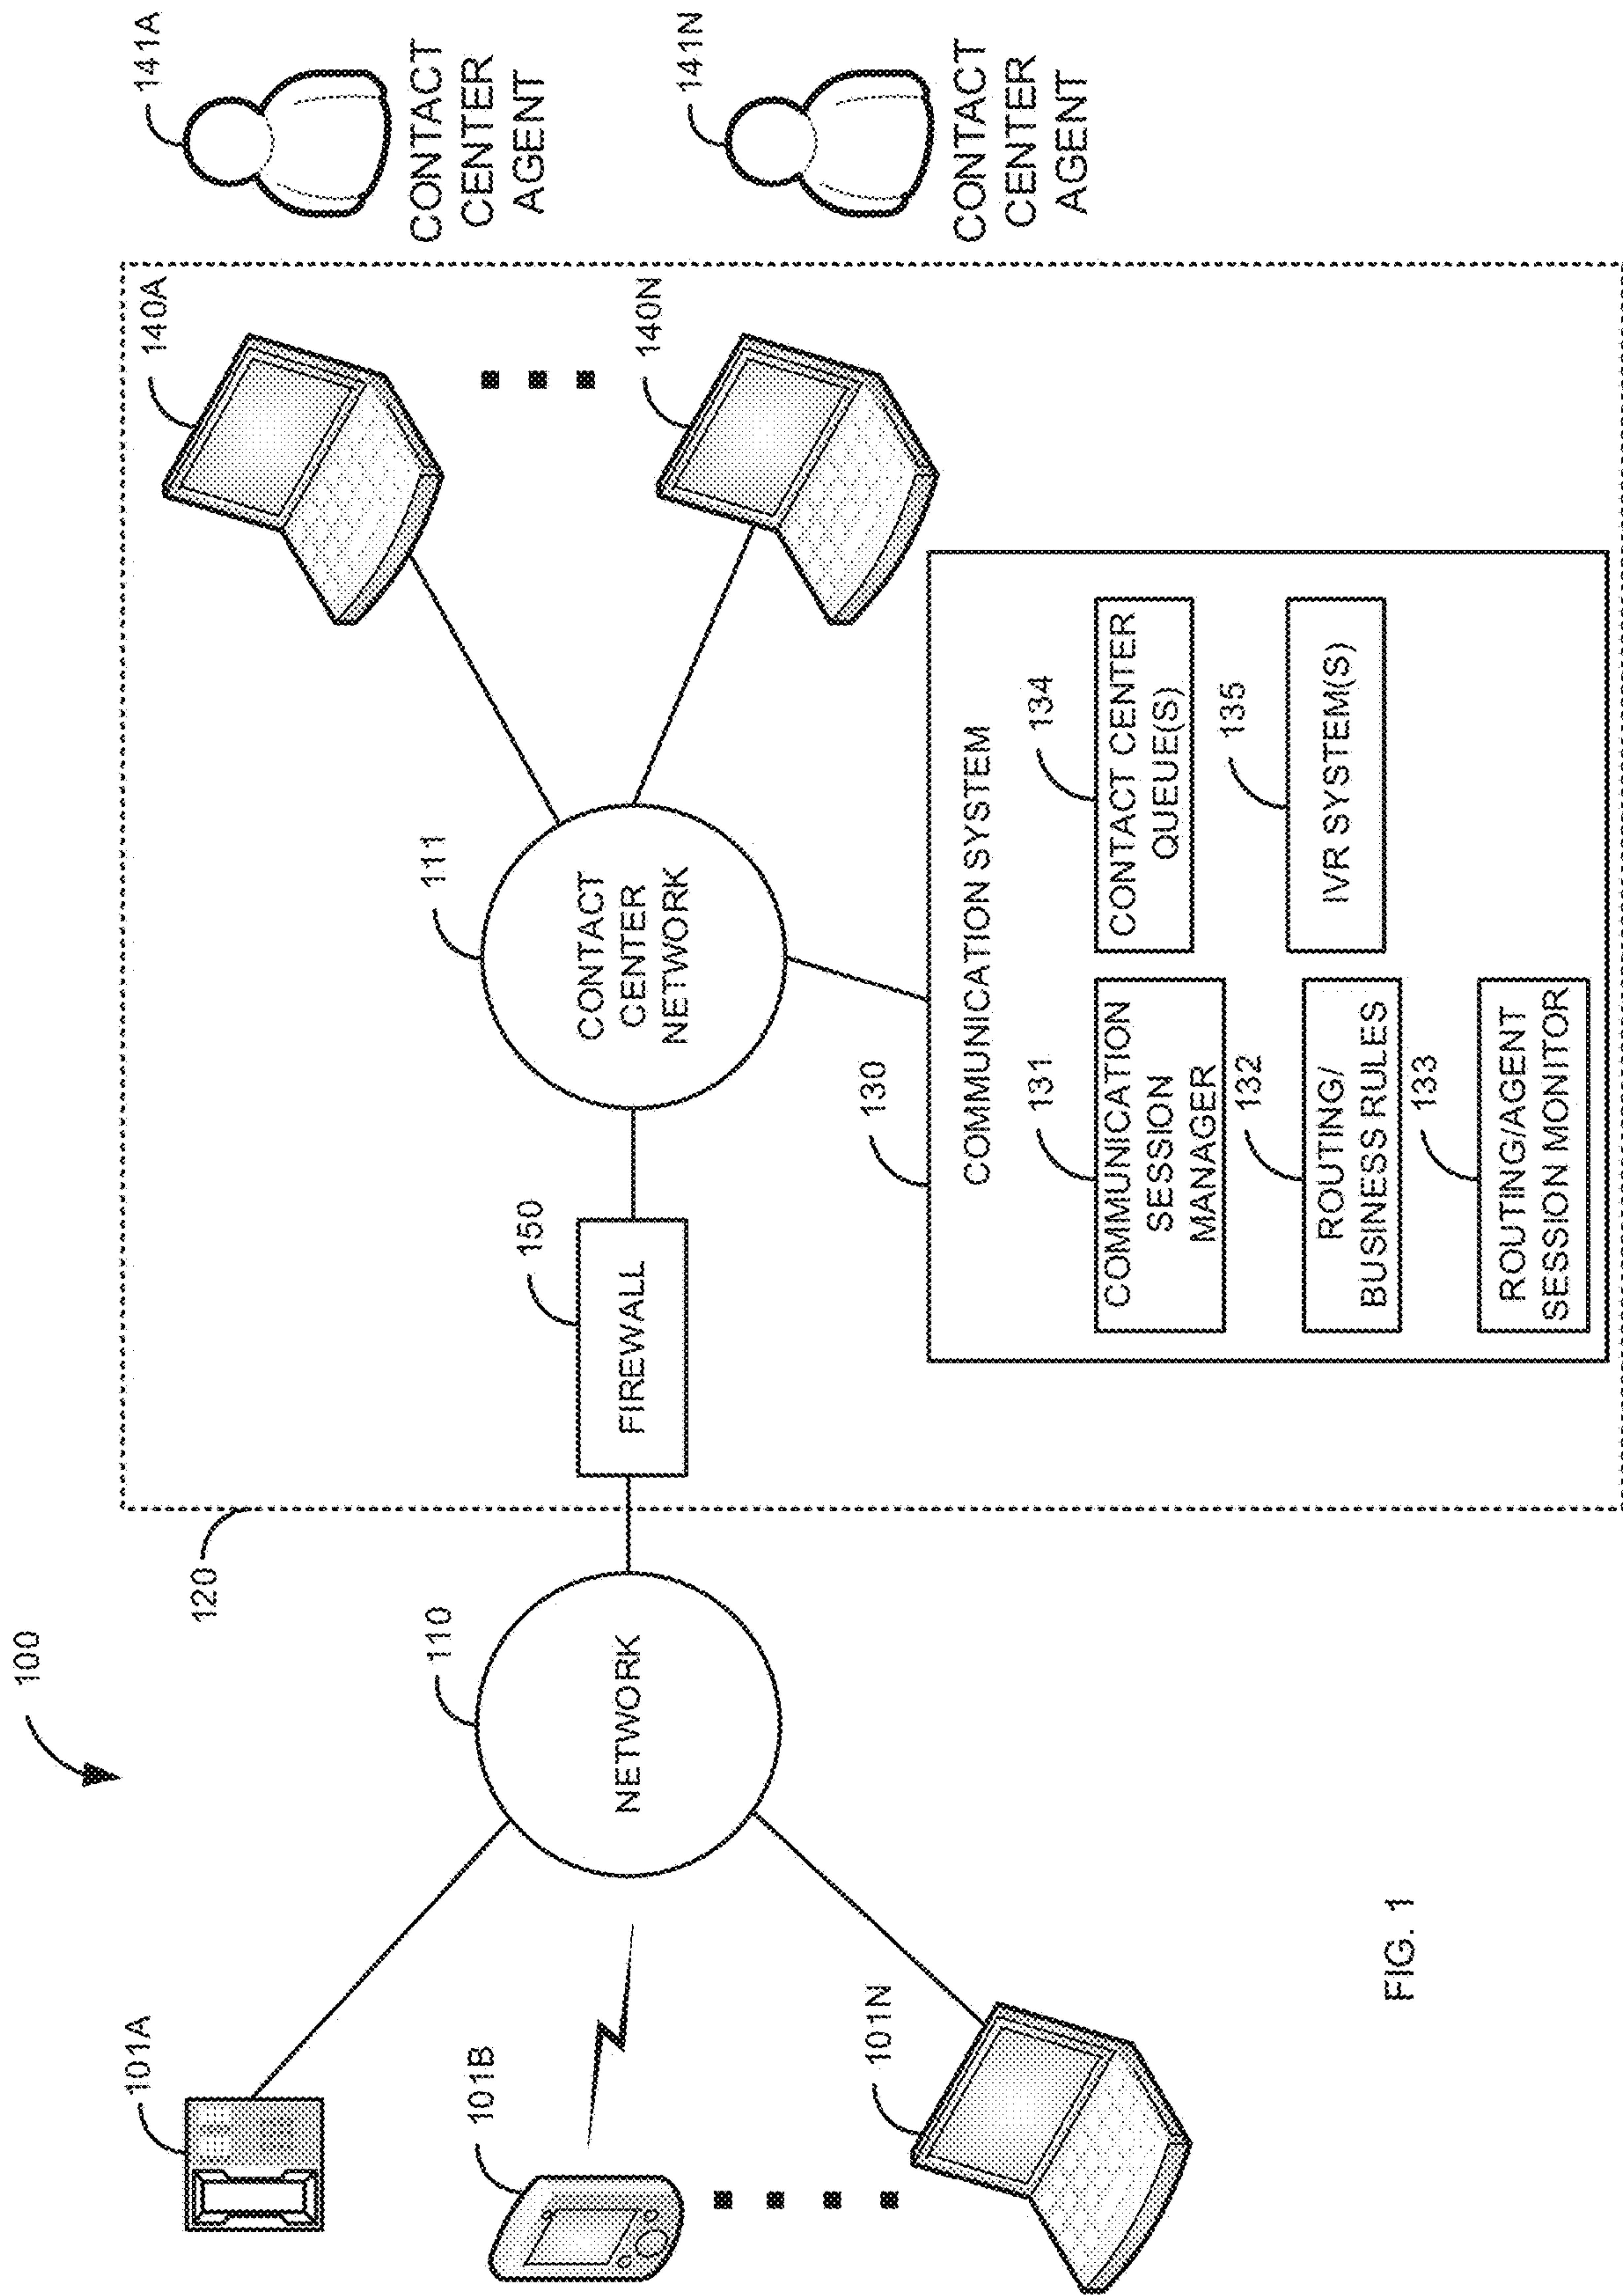 100
101A
101B
101N
110
NETWORK
120
150
FIREWALL
111
CONTACT
CENTER
NETWORK
140A
140N
141A
CONTACT
CENTER
AGENT
141N
CONTACT
CENTER
AGENT
130
COMMUNICATION SYSTEM
131
COMMUNICATION
SESSION
MANAGER
132
ROUTING/
BUSINESS RULES
133
ROUTING/AGENT
SESSION MONITOR
134
CONTACT CENTER
QUEUE(S)
135
IVR SYSTEM(S)
FIG. 1